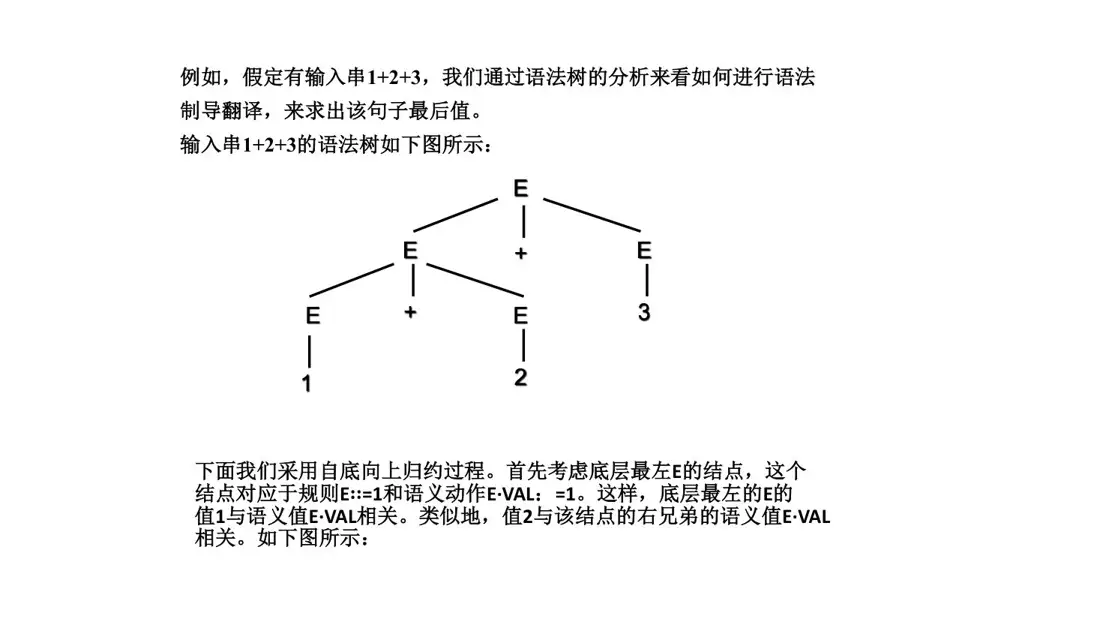 例如，假定有输入串1+2+3，我们通过语法树的分析来看如何进行语法
制导翻译，来求出该句子最后值。
输入串1+2+3的语法树如下图所示：
E
E + E
E + E 3
1 2
下面我们采用自底向上归约过程。首先考虑底层最左E的结点，这个
结点对应于规则E::=1和语义动作E·VAL：=1。这样，底层最左的E的
值1与语义值E·VAL相关。类似地，值2与该结点的右兄弟的语义值E·VAL
相关。如下图所示：